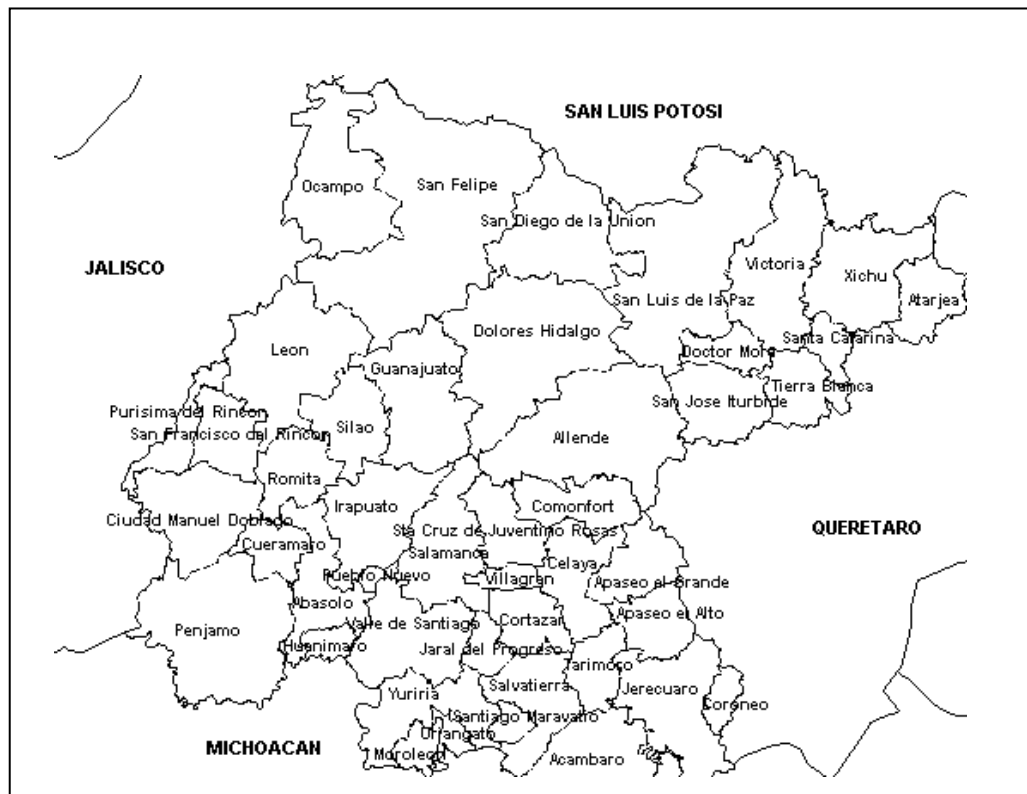 SAN LUIS POTOSI
Ocampo
San Felipe
San Diego de la Union
JALISCO
Victoria
Xichu
San Luis de la Paz
Atarjea
Dolores Hidalgo
Santa Catarina
Leon
Doctor Mora
Guanajuato
Tierra Blanca
San Jose Iturbide
Purisima del Rincon
San Francisco del Rincon
Silao
Allende
Romita
Irapuato
Comonfort
Ciudad Manuel Doblado
Sta Cruz de Juventino Rosas
QUERETARO
Cueramaro
Salamanca
Celaya
Pueblo Nuevo
Villagran
Apaseo el Grande
Abasolo
Apaseo el Alto
Valle de Santiago
Cortazar
Penjamo
Huanimaro
Jaral del Progreso
Tarimoro
Yuriria
Salvatierra
Jerecuaro
Coroneo
Santiago Maravatio
Uriangato
MICHOACAN
Moroleon
Acambaro